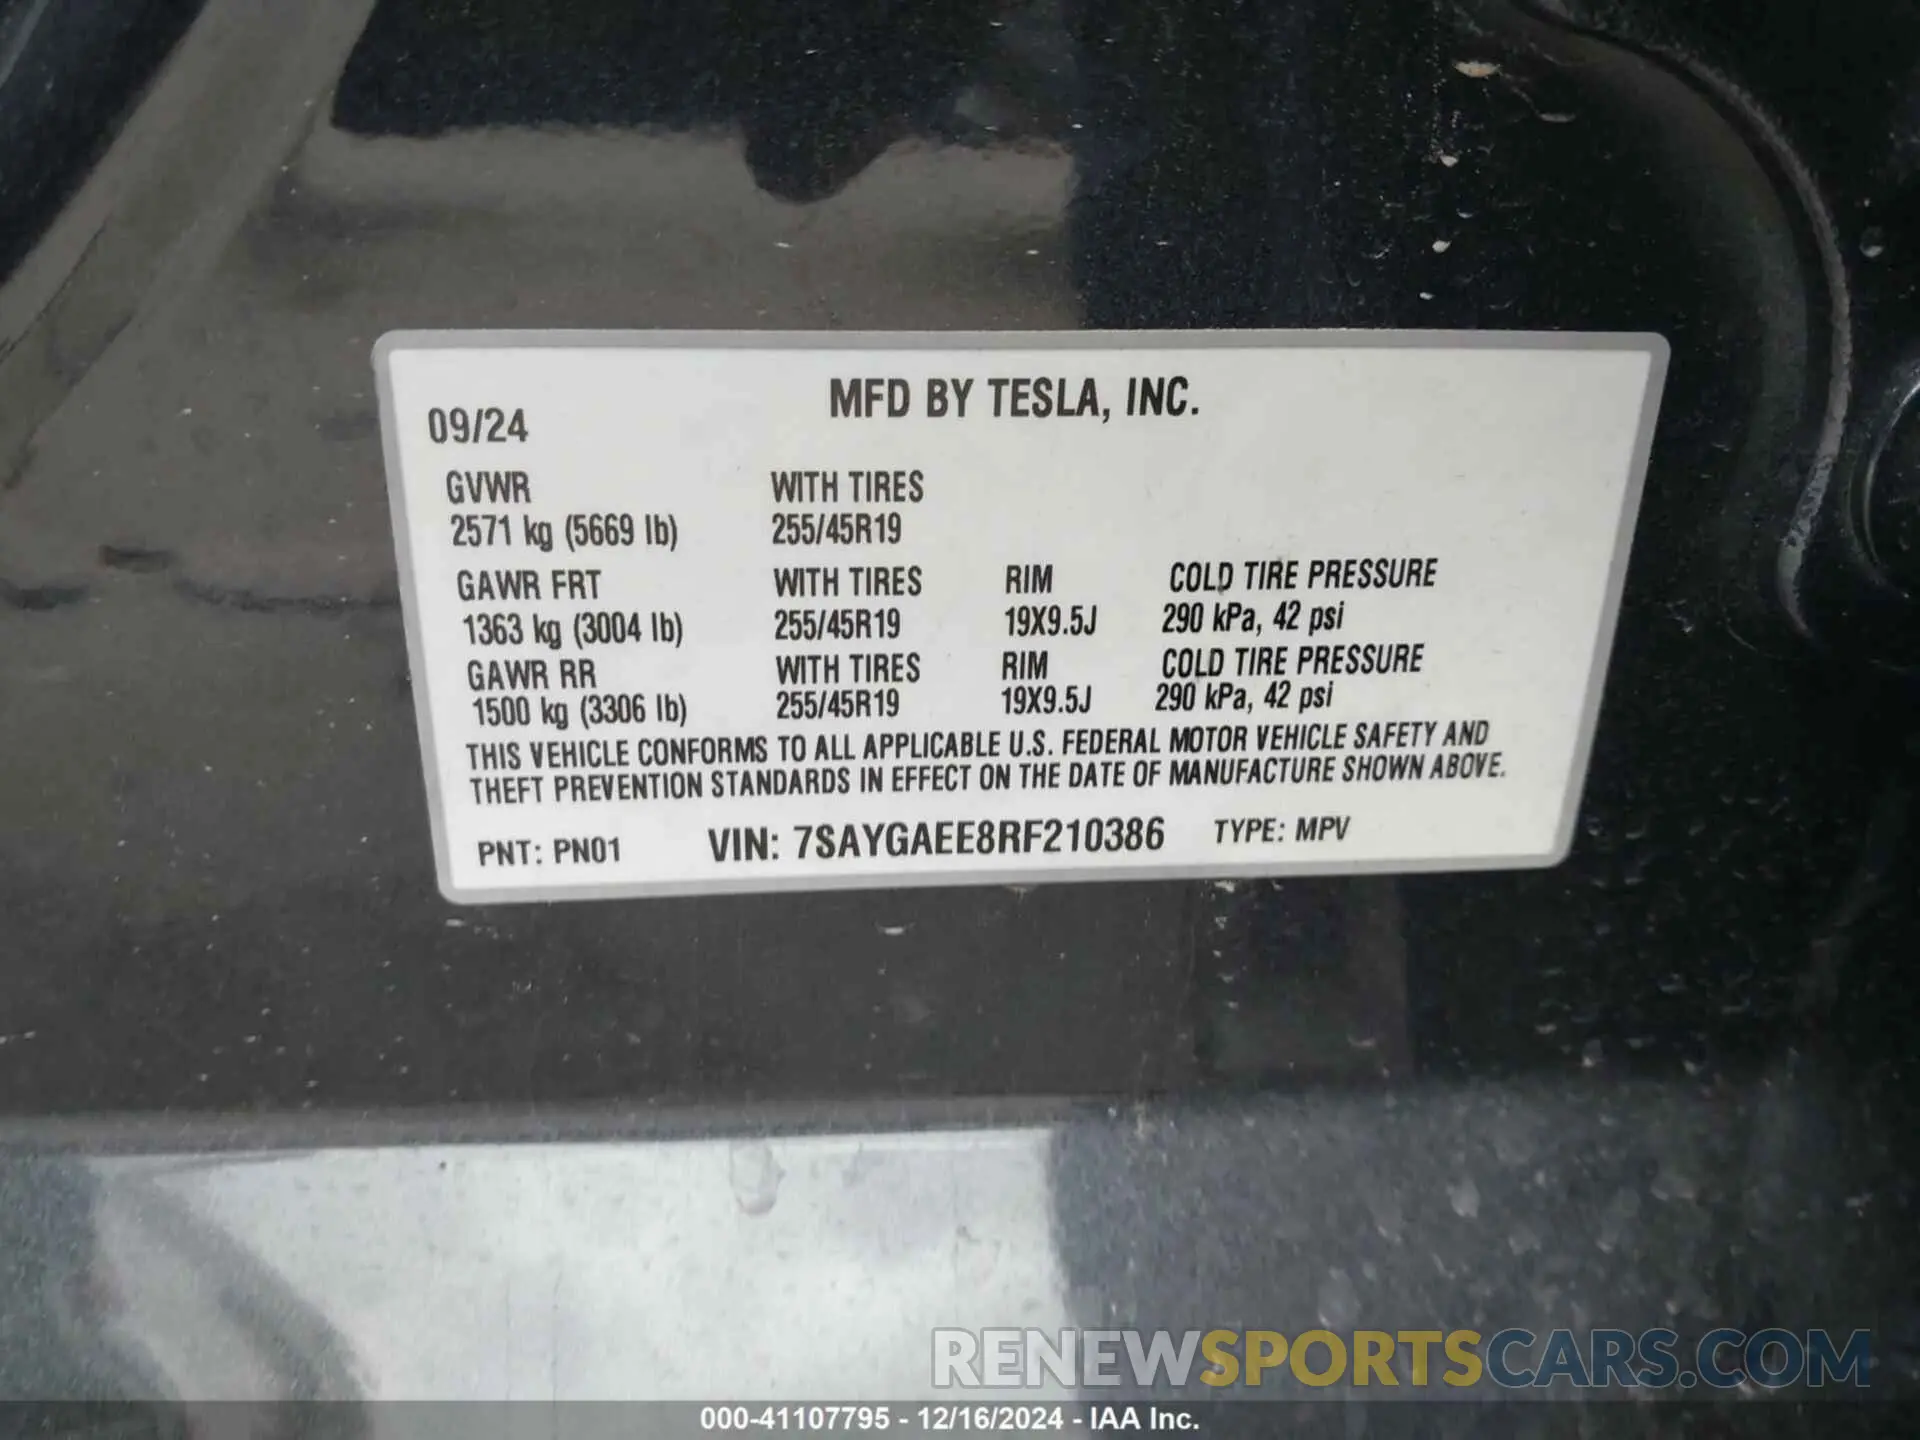 MFD BY TESLA, INC.
09/24
GVWR WITH TIRES
2571 kg (5669 lb) 255/45R19
GAWR FRT WITH TIRES RIM COLD TIRE PRESSURE
1363 kg (3004 lb) 255/45R19 19X9.5J 290 kPa, 42 psi
GAWR RR WITH TIRES RIM COLD TIRE PRESSURE
1500 kg (3306 lb) 255/45R19 19X9.5J 290 kPa, 42 psi
THIS VEHICLE CONFORMS TO ALL APPLICABLE U.S. FEDERAL MOTOR VEHICLE SAFETY AND
THEFT PREVENTION STANDARDS IN EFFECT ON THE DATE OF MANUFACTURE SHOWN ABOVE.
PNT: PN01 VIN: 7SAYGAEE8RF210386 TYPE: MPV
RENEWSPORTSCARS.COM
000-41107795 - 12/16/2024 - IAA Inc.